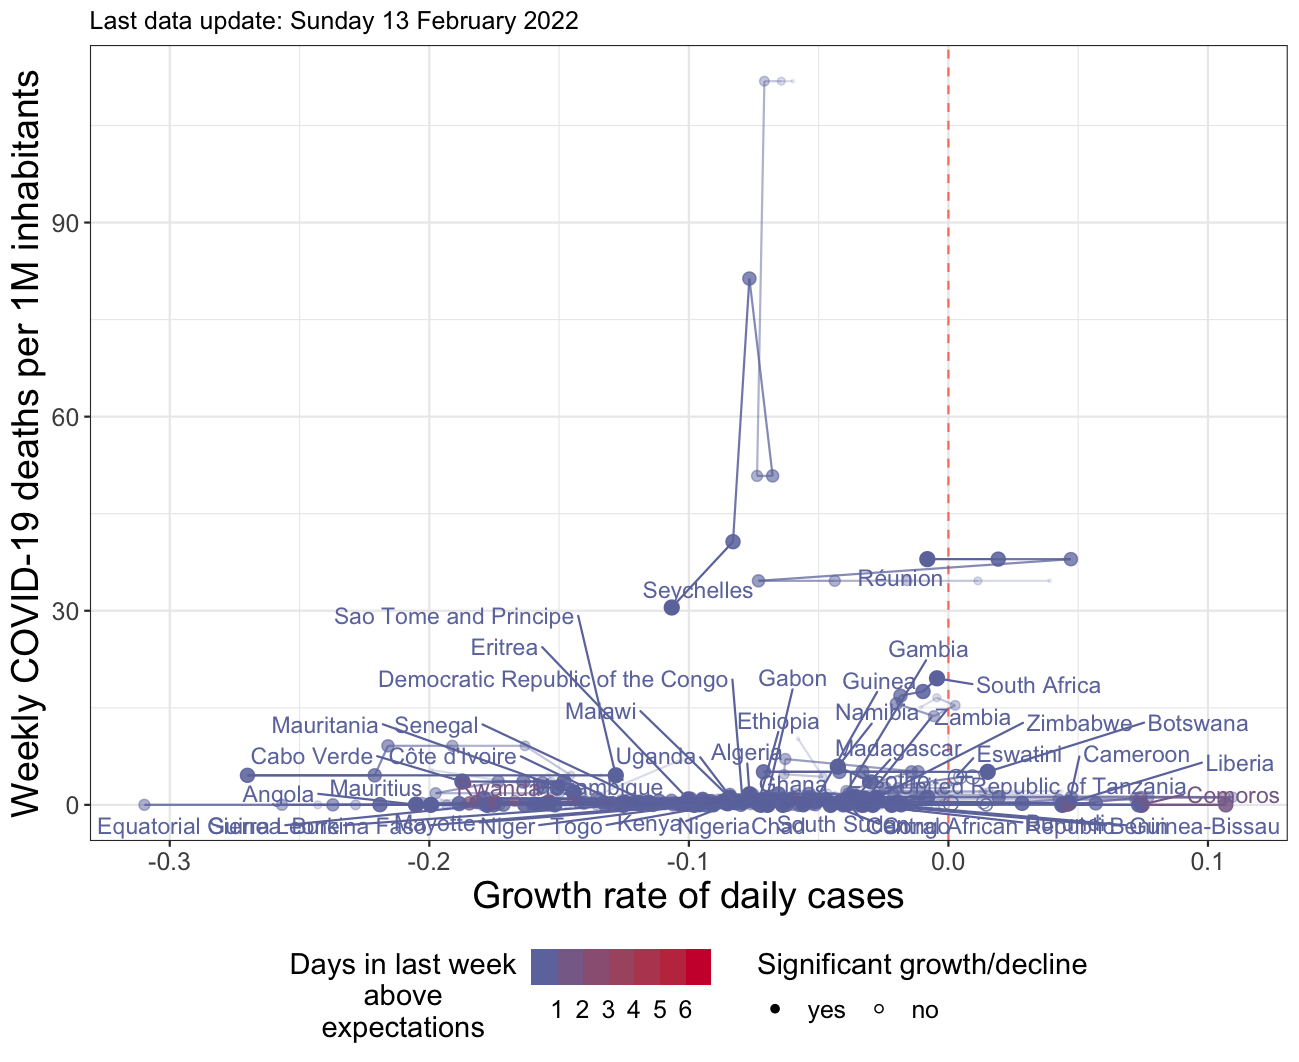 Last data update: Sunday 13 February 2022
Weekly COVID-19 deaths per 1M inhabitants
90
60
30
0
Seychelles
Réunion
Sao Tome and Principe
Eritrea
Gambia
Democratic Republic of the Congo
Gabon
Guinea
South Africa
Malawi
Namibia
Zambia
Ethiopia
Mauritania
Senegal
Zimbabwe
Botswana
Cabo Verde
Côte d'Ivoire
Uganda
Algeria
Madagascar
Eswatini
Cameroon
Liberia
Angola
Mauritius
Rwanda
Mozambique
Ghana
United Republic of Tanzania
Comoros
Equatorial Guinea
Sierra Leone
Burkina Faso
Mayotte
Niger
Togo
Kenya
Nigeria
Chad
South Sudan
Central African Republic
Benin
Guinea-Bissau
-0.3
-0.2
-0.1
0.0
0.1
Growth rate of daily cases
Days in last week
above
expectations
1 2 3 4 5 6
Significant growth/decline
yes
no